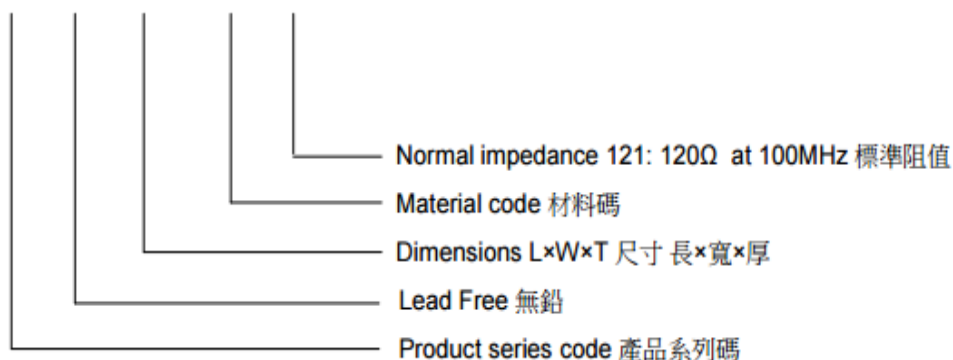 Normal impedance 121: 120Ω at 100MHz 標準阻值
Material code 材料碼
Dimensions L×W×T 尺寸 長×寬×厚
Lead Free 無鉛
Product series code 產品系列碼